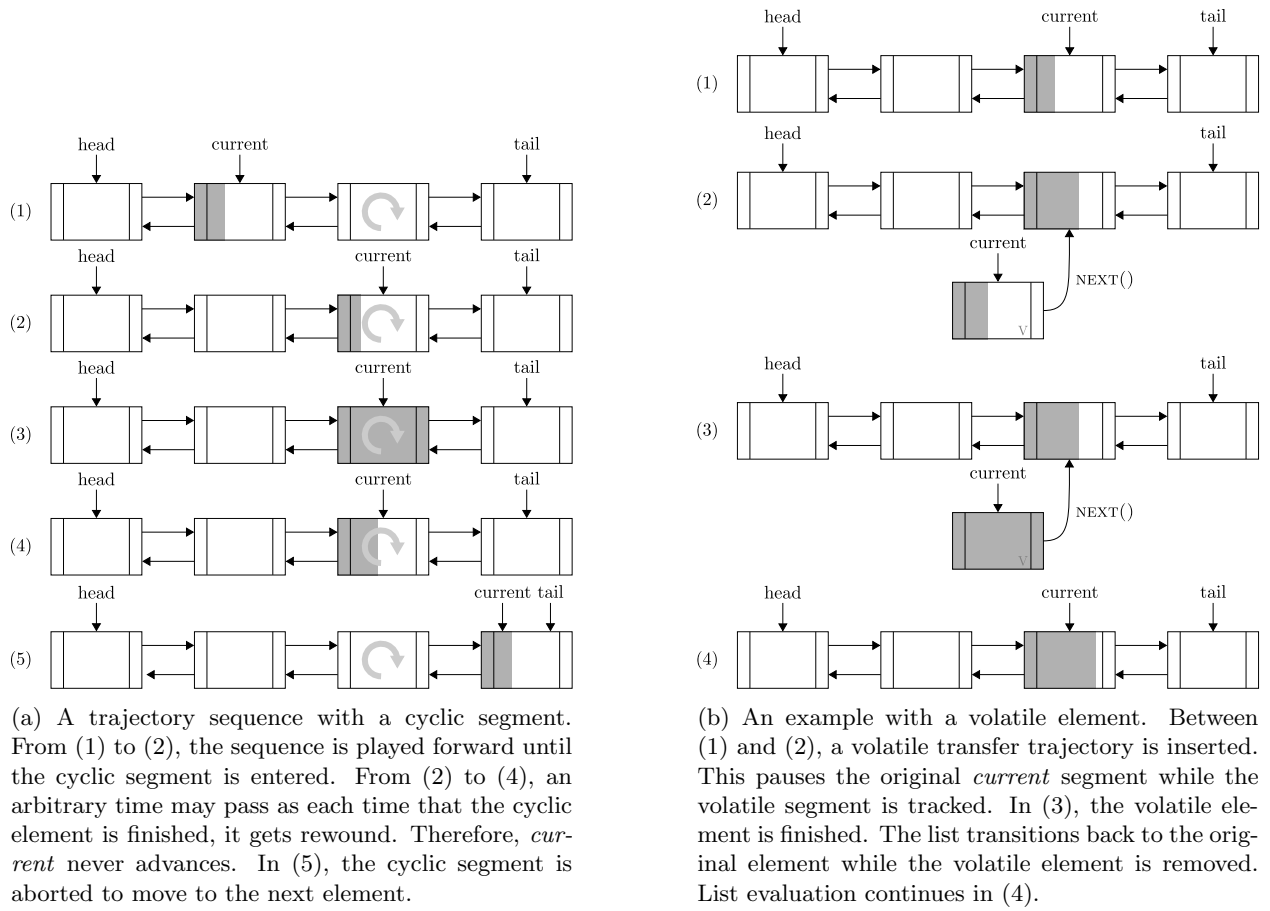 head current tail
(1)
head current tail
(2)
head current tail
(3)
head current tail
(4)
head current tail
(5)
(a) A trajectory sequence with a cyclic segment.
From (1) to (2), the sequence is played forward until
the cyclic segment is entered. From (2) to (4), an
arbitrary time may pass as each time that the cyclic
element is finished, it gets rewound. Therefore, cur-
rent never advances. In (5), the cyclic segment is
aborted to move to the next element.
head current tail
(1)
head tail
(2)
current
NEXT()
V
head tail
(3)
current
NEXT()
V
head current tail
(4)
(b) An example with a volatile element. Between
(1) and (2), a volatile transfer trajectory is inserted.
This pauses the original current segment while the
volatile segment is tracked. In (3), the volatile ele-
ment is finished. The list transitions back to the orig-
inal element while the volatile element is removed.
List evaluation continues in (4).